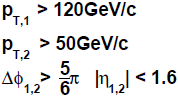 p_T,1 > 120GeV/c
p_T,2 > 50GeV/c
Δϕ_1,2 > 5/6 π |η_1,2| < 1.6